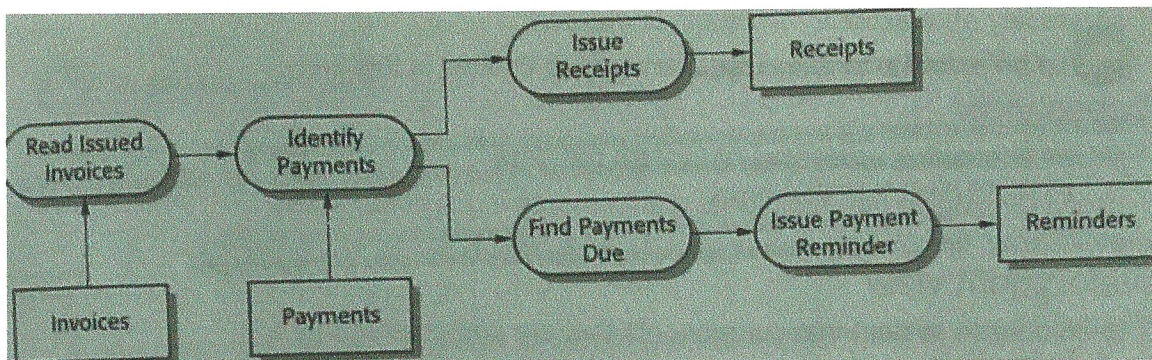 Issue
Receipts
Receipts
Read Issued
Invoices
Identify
Payments
Find Payments
Due
Issue Payment
Reminder
Reminders
Invoices
Payments